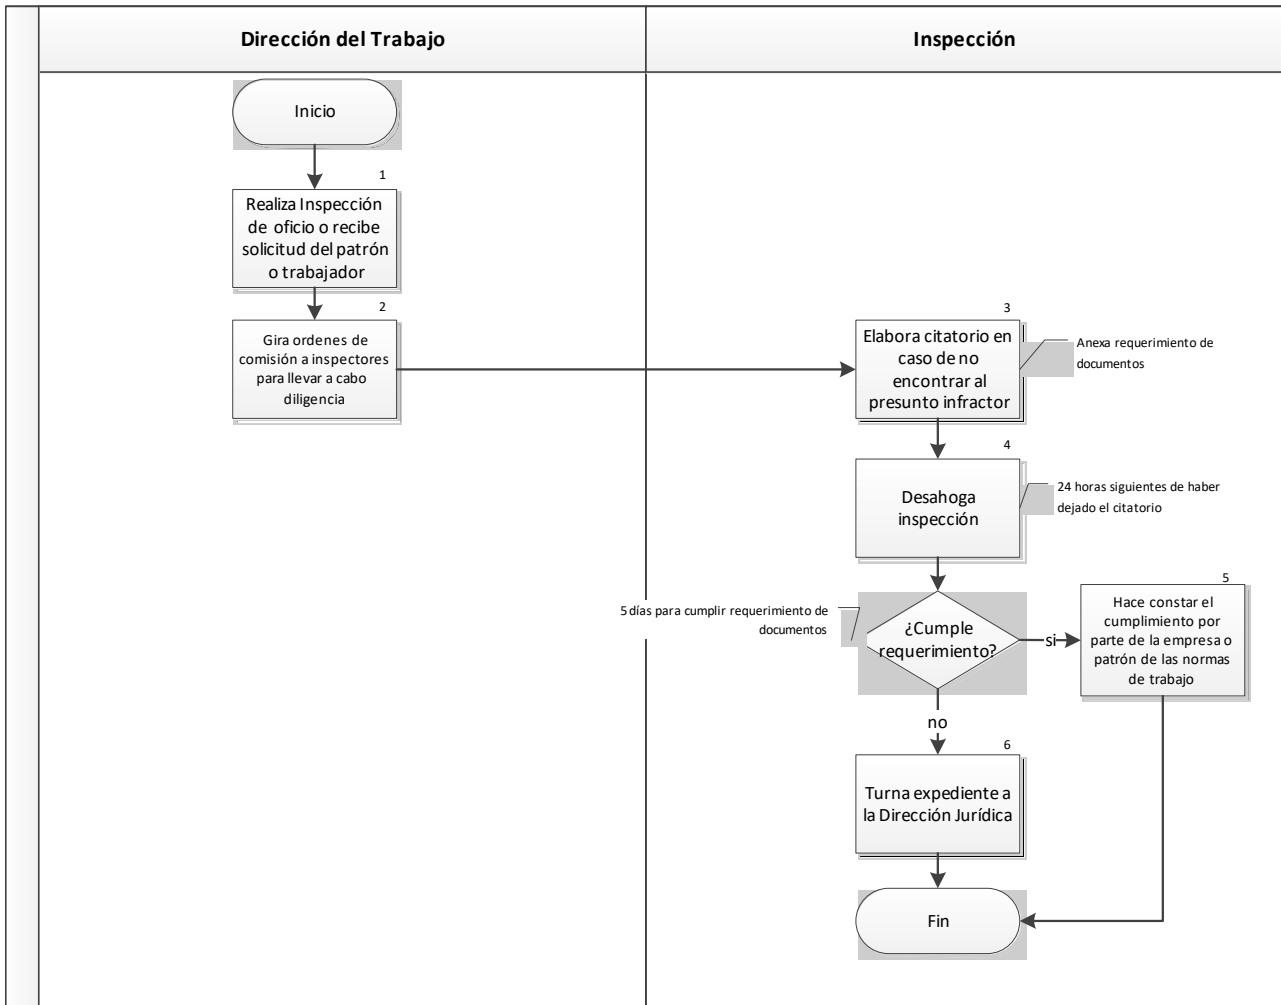 Dirección del Trabajo
Inspección
Inicio
1
Realiza Inspección
de oficio o recibe
solicitud del patrón
o trabajador
2
Gira ordenes de
comisión a inspectores
para llevar a cabo
diligencia
3
Elabora citatorio en
caso de no
encontrar al
presunto infractor
Anexa requerimiento de
documentos
4
Desahoga
inspección
24 horas siguientes de haber
dejado el citatorio
5 días para cumplir requerimiento de
documentos
¿Cumple
requerimiento?
si
5
Hace constar el
cumplimiento por
parte de la empresa o
patrón de las normas
de trabajo
no
6
Turna expediente a
la Dirección Jurídica
Fin